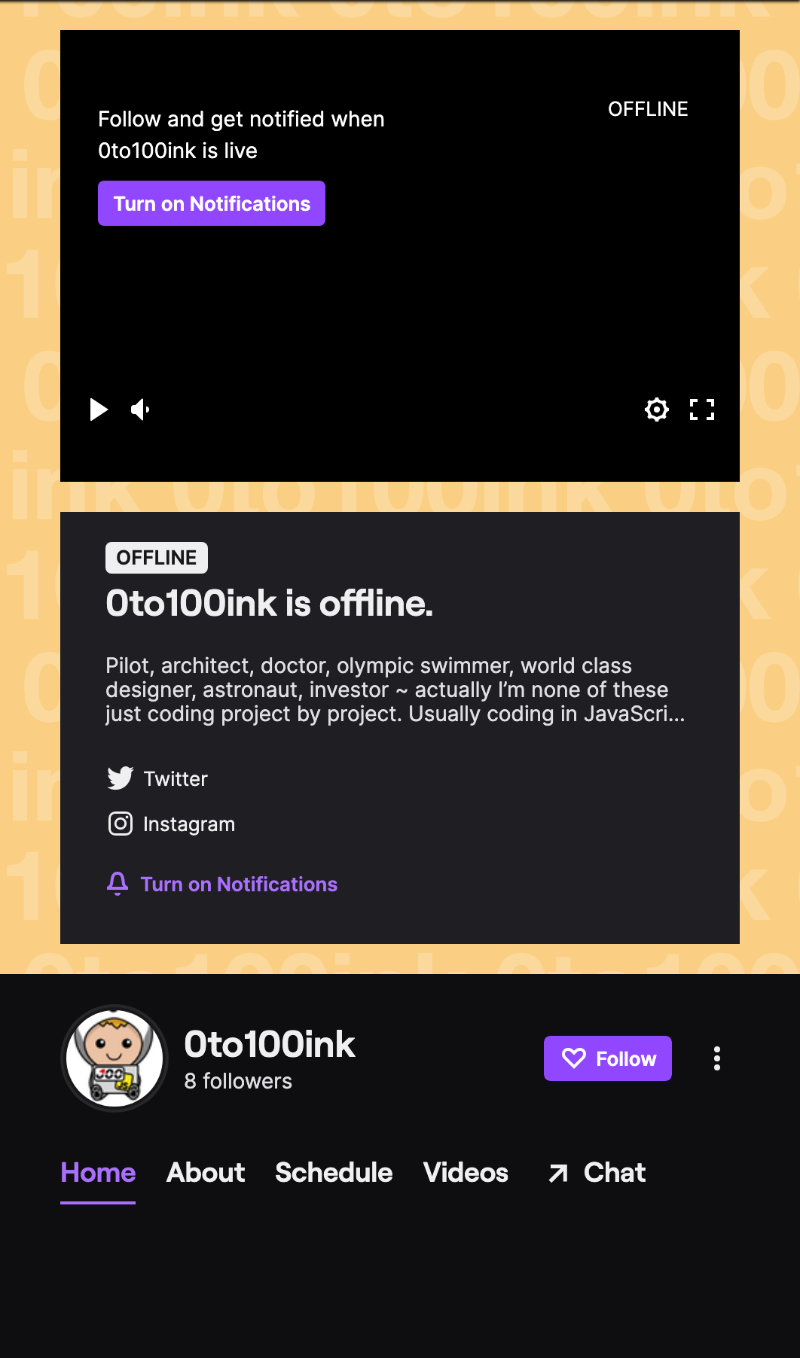 Follow and get notified when
0to100ink is live
OFFLINE
Turn on Notifications
OFFLINE
0to100ink is offline.
Pilot, architect, doctor, olympic swimmer, world class
designer, astronaut, investor ~ actually I’m none of these
just coding project by project. Usually coding in JavaScri...
Twitter
Instagram
Turn on Notifications
0to100ink
8 followers
Follow
Home About Schedule Videos Chat